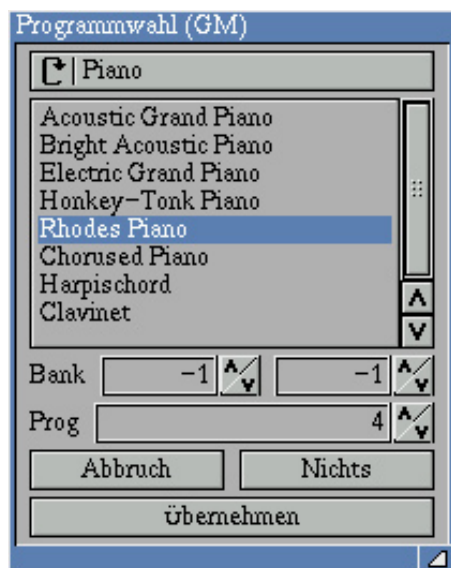 Programmwahl (GM)
Piano
Acoustic Grand Piano
Bright Acoustic Piano
Electric Grand Piano
Honkey-Tonk Piano
Rhodes Piano
Chorused Piano
Harpischord
Clavinet
Bank -1 -1
Prog 4
Abbruch Nichts
übernehmen